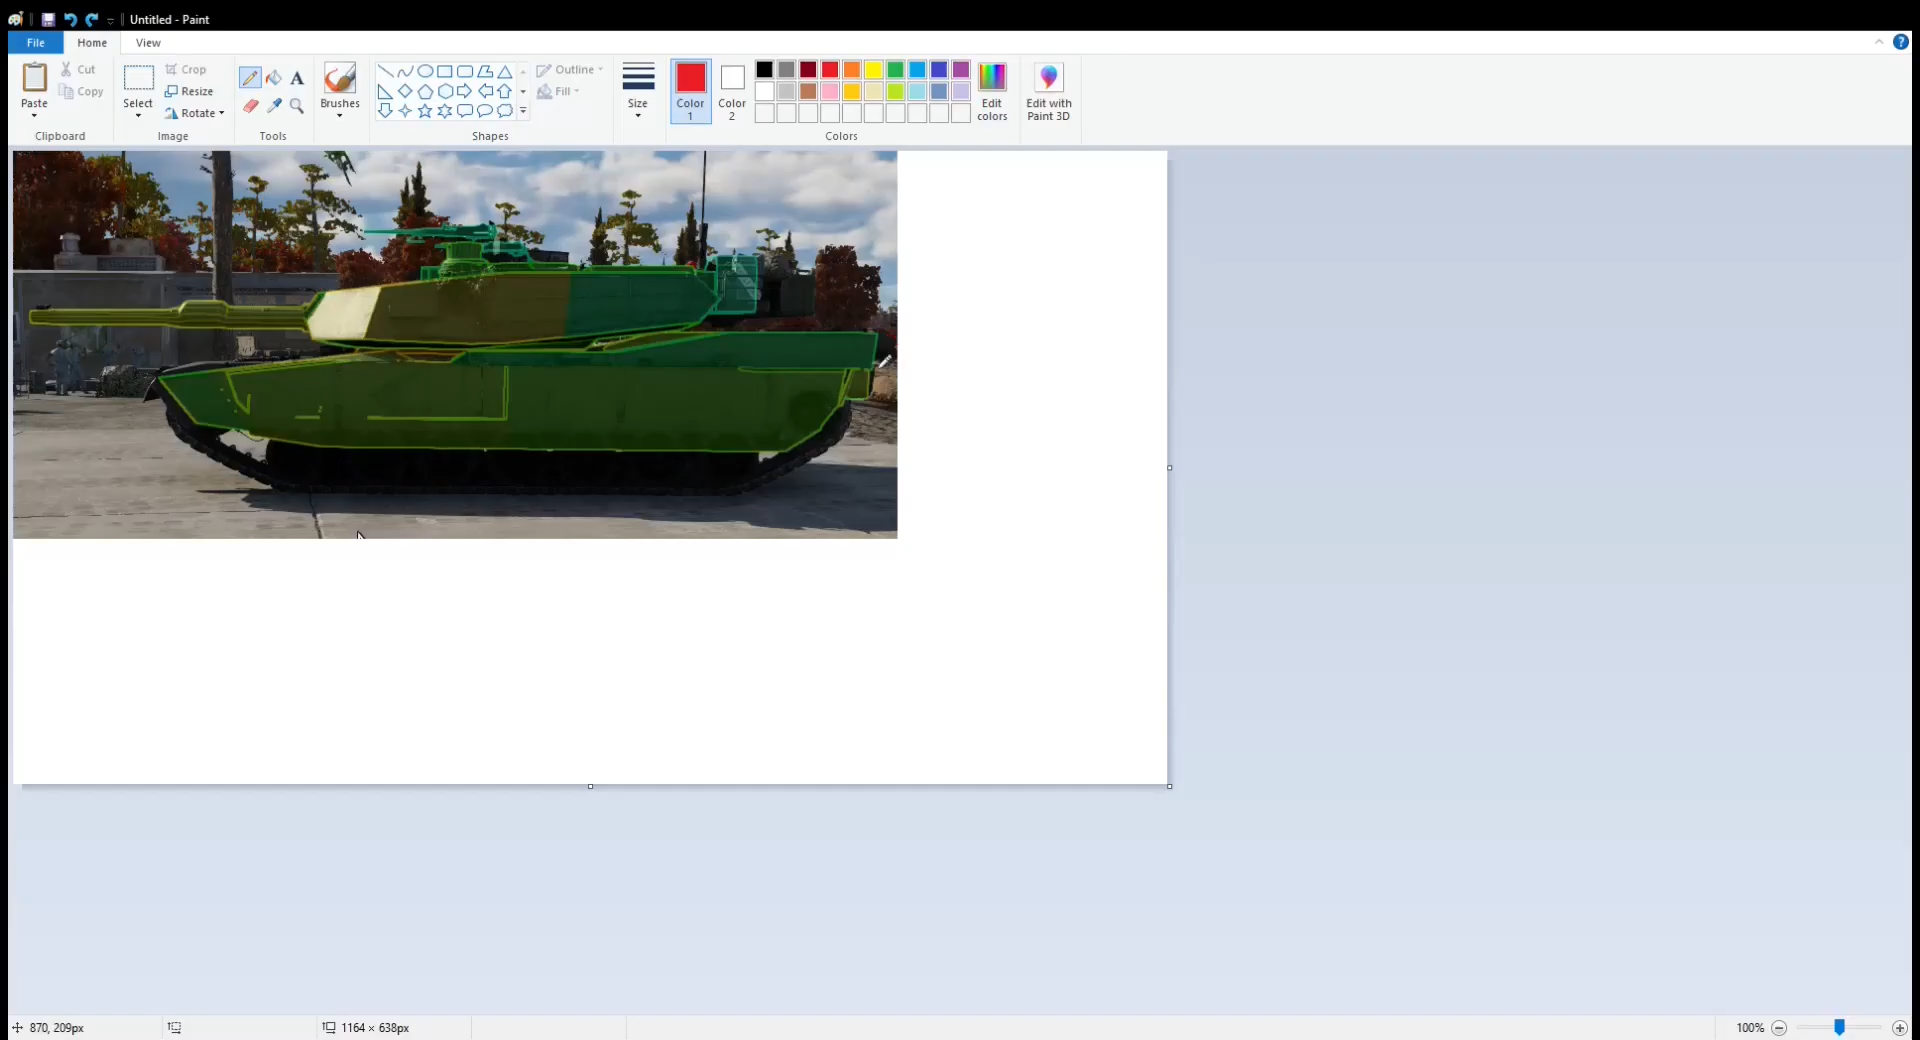 Untitled - Paint
File Home View
Paste Cut
Copy
Clipboard
Select Crop
Resize
Rotate
Image
A
Tools
Brushes
Outline
Fill
Shapes
Size
Color 1
Color 2
Edit colors
Colors
Edit with Paint 3D
870, 209px
1164 × 638px
100%